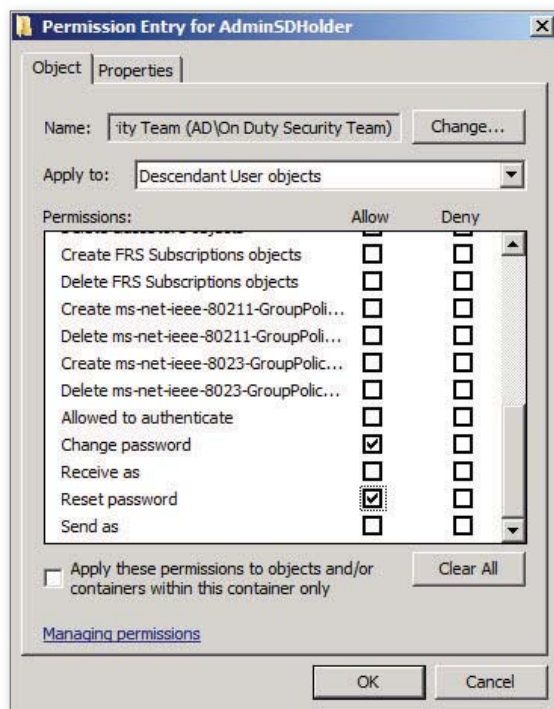 Permission Entry for AdminSDHolder
Object Properties
Name: ity Team (AD\On Duty Security Team) Change...
Apply to: Descendant User objects
Permissions: Allow Deny
Create FRS Subscriptions objects
Delete FRS Subscriptions objects
Create ms-net-ieee-80211-GroupPoli...
Delete ms-net-ieee-80211-GroupPoli...
Create ms-net-ieee-8023-GroupPolic...
Delete ms-net-ieee-8023-GroupPolic...
Allowed to authenticate
Change password
Receive as
Reset password
Send as
Apply these permissions to objects and/or
containers within this container only
Clear All
Managing permissions
OK Cancel